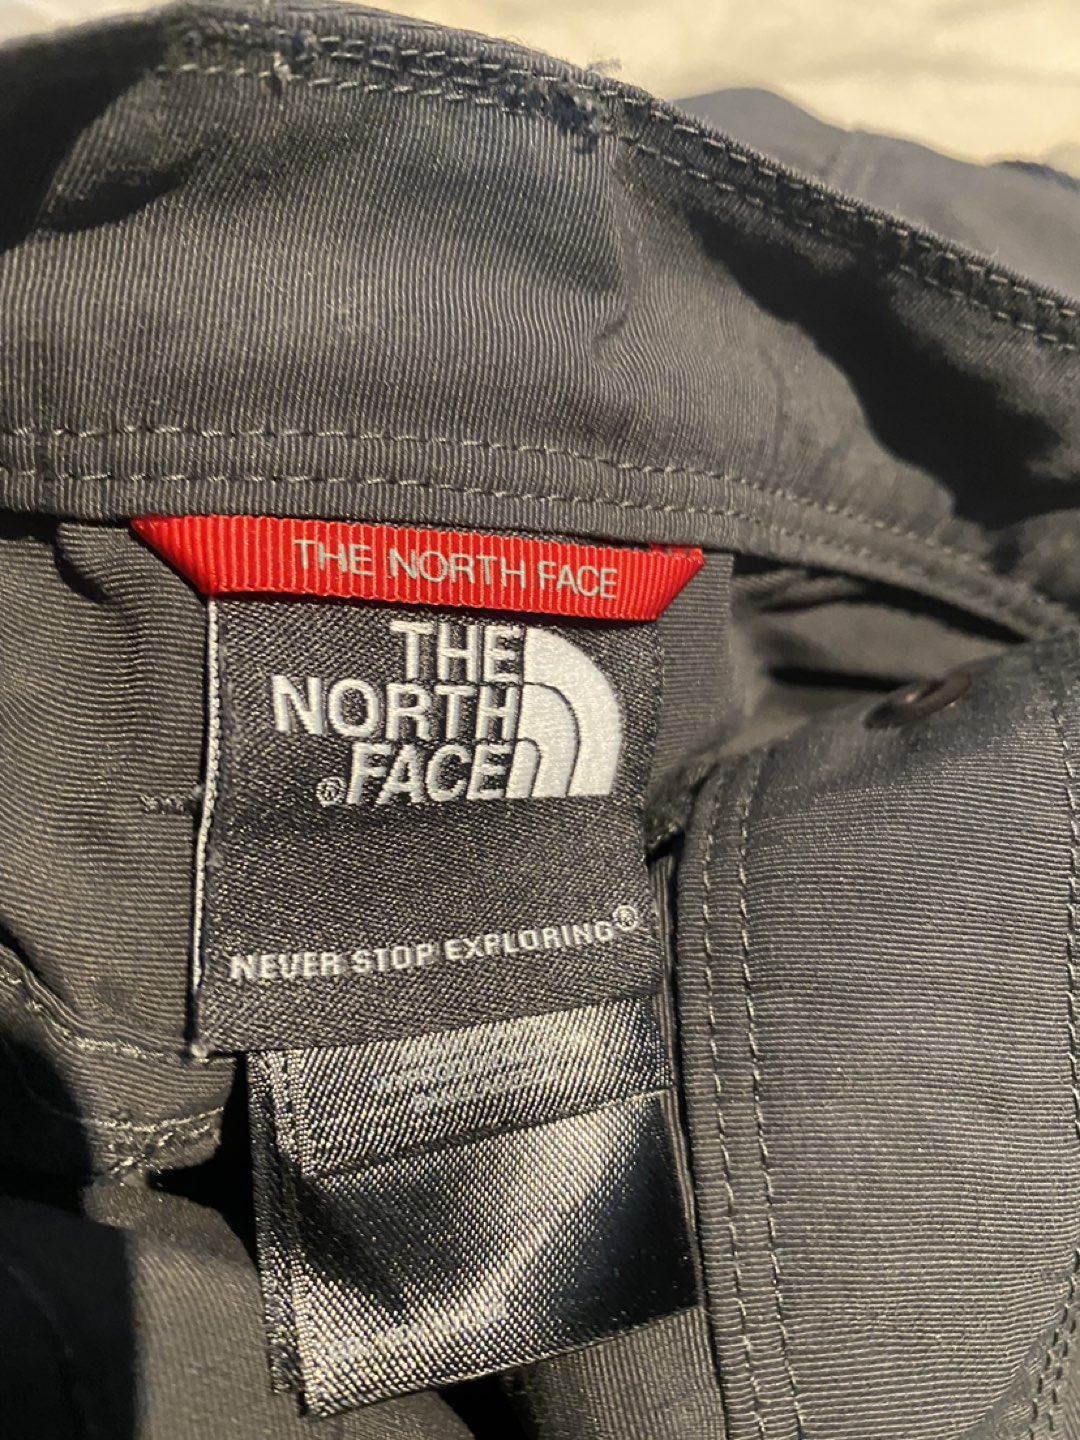 THE NORTH FACE
THE
NORTH
FACE
®
NEVER STOP EXPLORING®